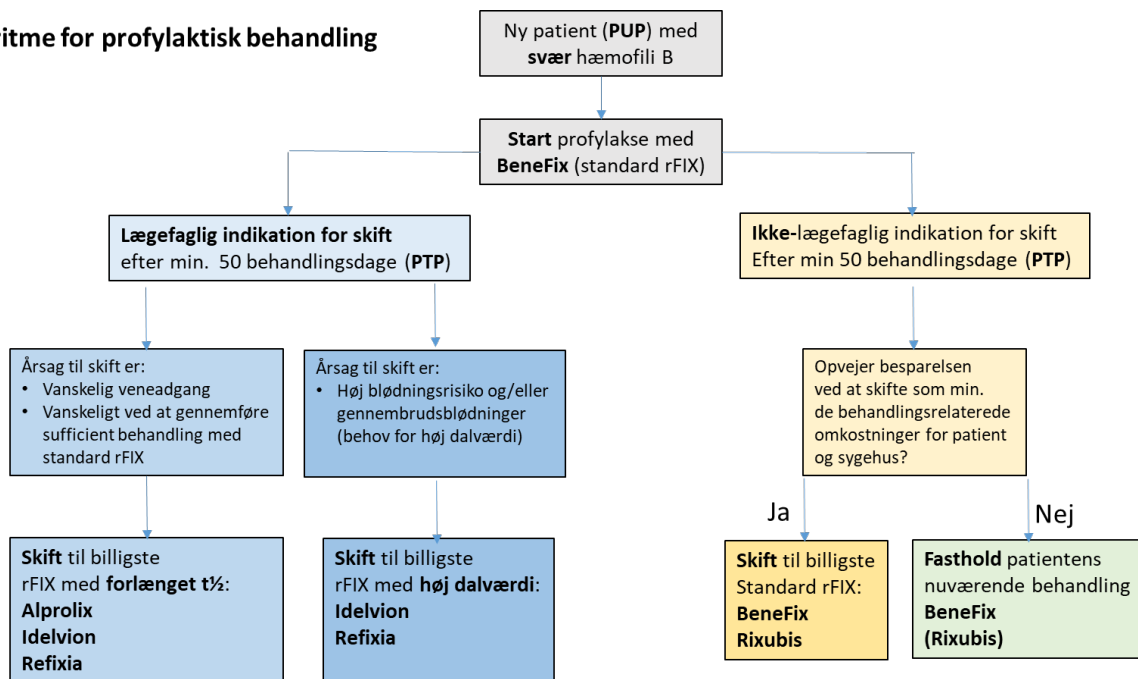 ritme for profylaktisk behandling
Ny patient (PUP) med
svær hæmofili B
Start profylakse med
BeneFix (standard rFIX)
Lægefaglig indikation for skift
efter min. 50 behandlingsdage (PTP)
Ikke-lægefaglig indikation for skift
Efter min 50 behandlingsdage (PTP)
Årsag til skift er:
• Vanskelig veneadgang
• Vanskeligt ved at gennemføre
sufficient behandling med
standard rFIX
Årsag til skift er:
• Høj blødningsrisiko og/eller
gennembrudsblødninger
(behov for høj dalværdi)
Opvejer besparelsen
ved at skifte som min.
de behandlingsrelaterede
omkostninger for patient
og sygehus?
Ja
Nej
Skift til billigste
rFIX med forlænget t½:
Alprolix
Idelvion
Refixia
Skift til billigste
rFIX med høj dalværdi:
Idelvion
Refixia
Skift til billigste
Standard rFIX:
BeneFix
Rixubis
Fasthold patientens
nuværende behandling
BeneFix
(Rixubis)